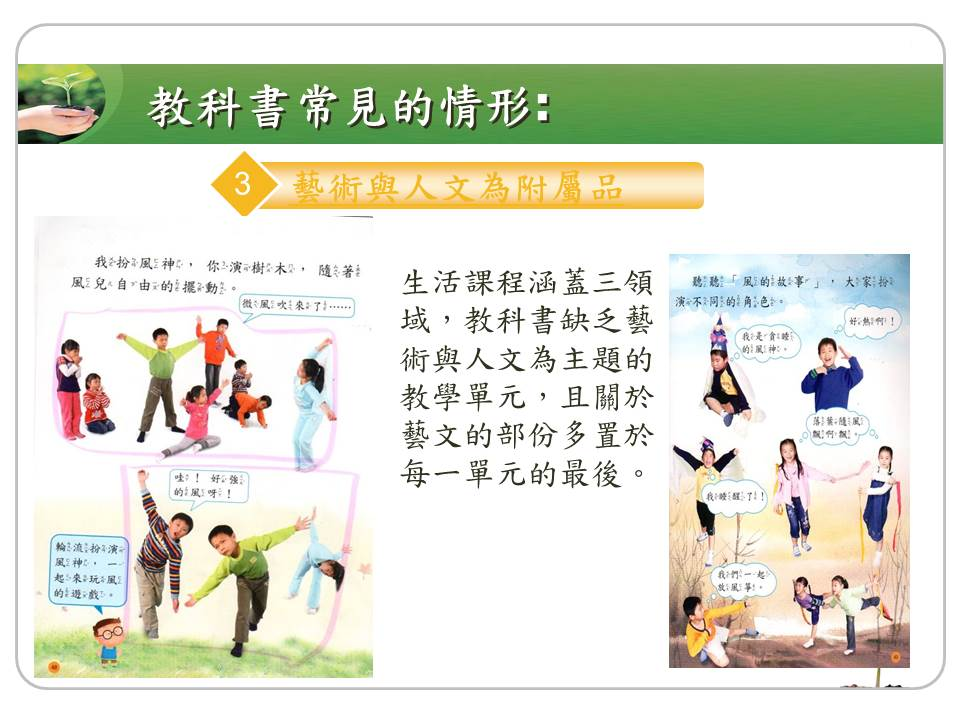 教科書常見的情形:
3
藝術與人文為附屬品
我扮風神，你演樹木，隨著
風兒自由的擺動。
微風吹來了……
哇！好強
的風呀！
輪流扮演
風神，一
起來玩風
的遊戲。
生活課程涵蓋三領
域，教科書缺乏藝
術與人文為主題的
教學單元，且關於
藝文的部份多置於
每一單元的最後。
聽聽「風的故事」，大家扮
演不同的角色。
我是貪睡
的風神。
好熱啊！
落葉隨風
飄啊飄。
我睡醒了！
我們一起
放風箏！